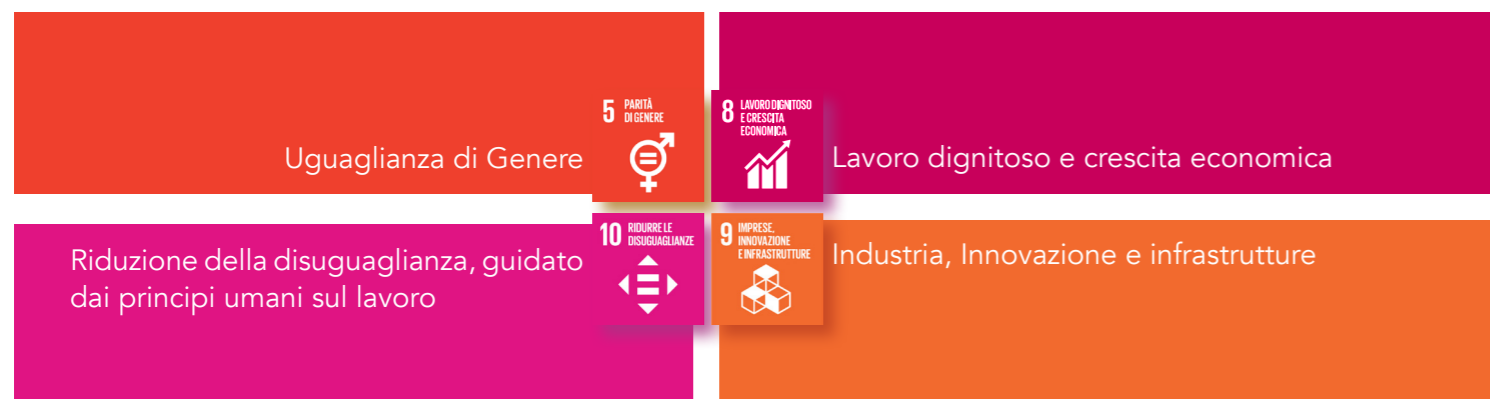 Uguaglianza di Genere
5 PARITÀ
DI GENERE
8 LAVORO DIGNITOSO
E CRESCITA
ECONOMICA
Lavoro dignitoso e crescita economica
Riduzione della disuguaglianza, guidato
dai principi umani sul lavoro
10 RIDURRE LE
DISUGUAGLIANZE
9 IMPRESE,
INNOVAZIONE
E INFRASTRUTTURE
Industria, Innovazione e infrastrutture